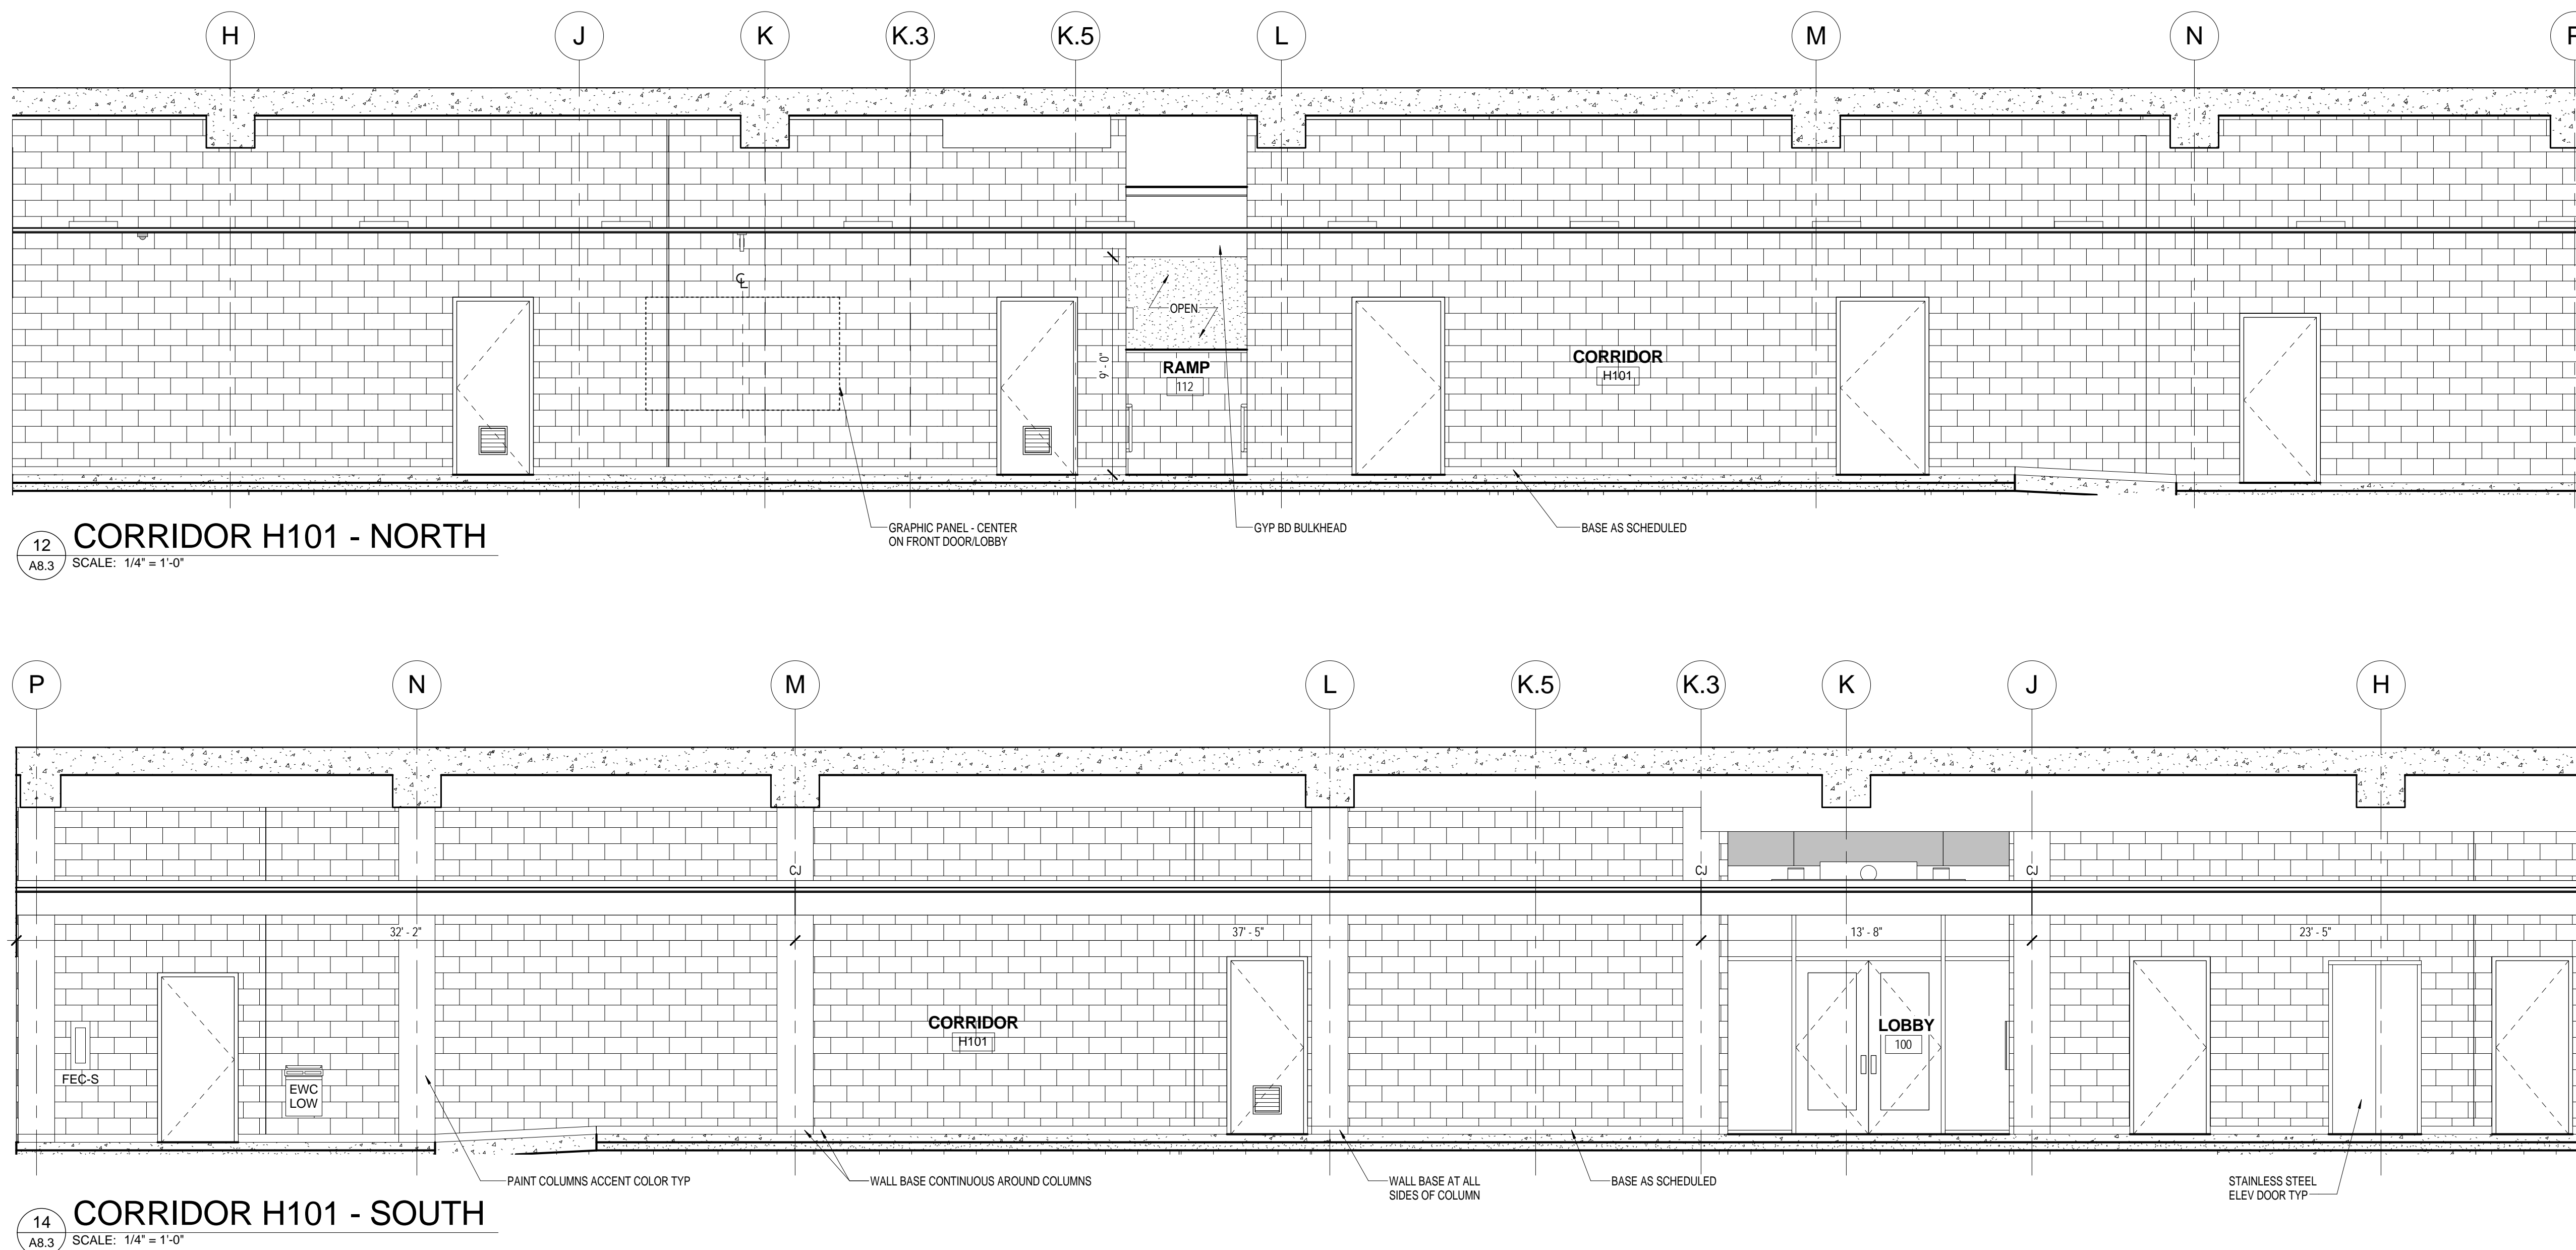 H J K K.3 K.5 L M N
℄
OPEN
9' - 0"
RAMP
112
CORRIDOR
H101
GRAPHIC PANEL - CENTER
ON FRONT DOOR/LOBBY
GYP BD BULKHEAD
BASE AS SCHEDULED
12
A8.3
CORRIDOR H101 - NORTH
SCALE: 1/4" = 1'-0"
P N M L K.5 K.3 K J H
CJ CJ CJ
32' - 2" 37' - 5" 13' - 8" 23' - 5"
CORRIDOR
H101
LOBBY
100
FEC-S
EWC
LOW
PAINT COLUMNS ACCENT COLOR TYP
WALL BASE CONTINUOUS AROUND COLUMNS
WALL BASE AT ALL
SIDES OF COLUMN
BASE AS SCHEDULED
STAINLESS STEEL
ELEV DOOR TYP
14
A8.3
CORRIDOR H101 - SOUTH
SCALE: 1/4" = 1'-0"